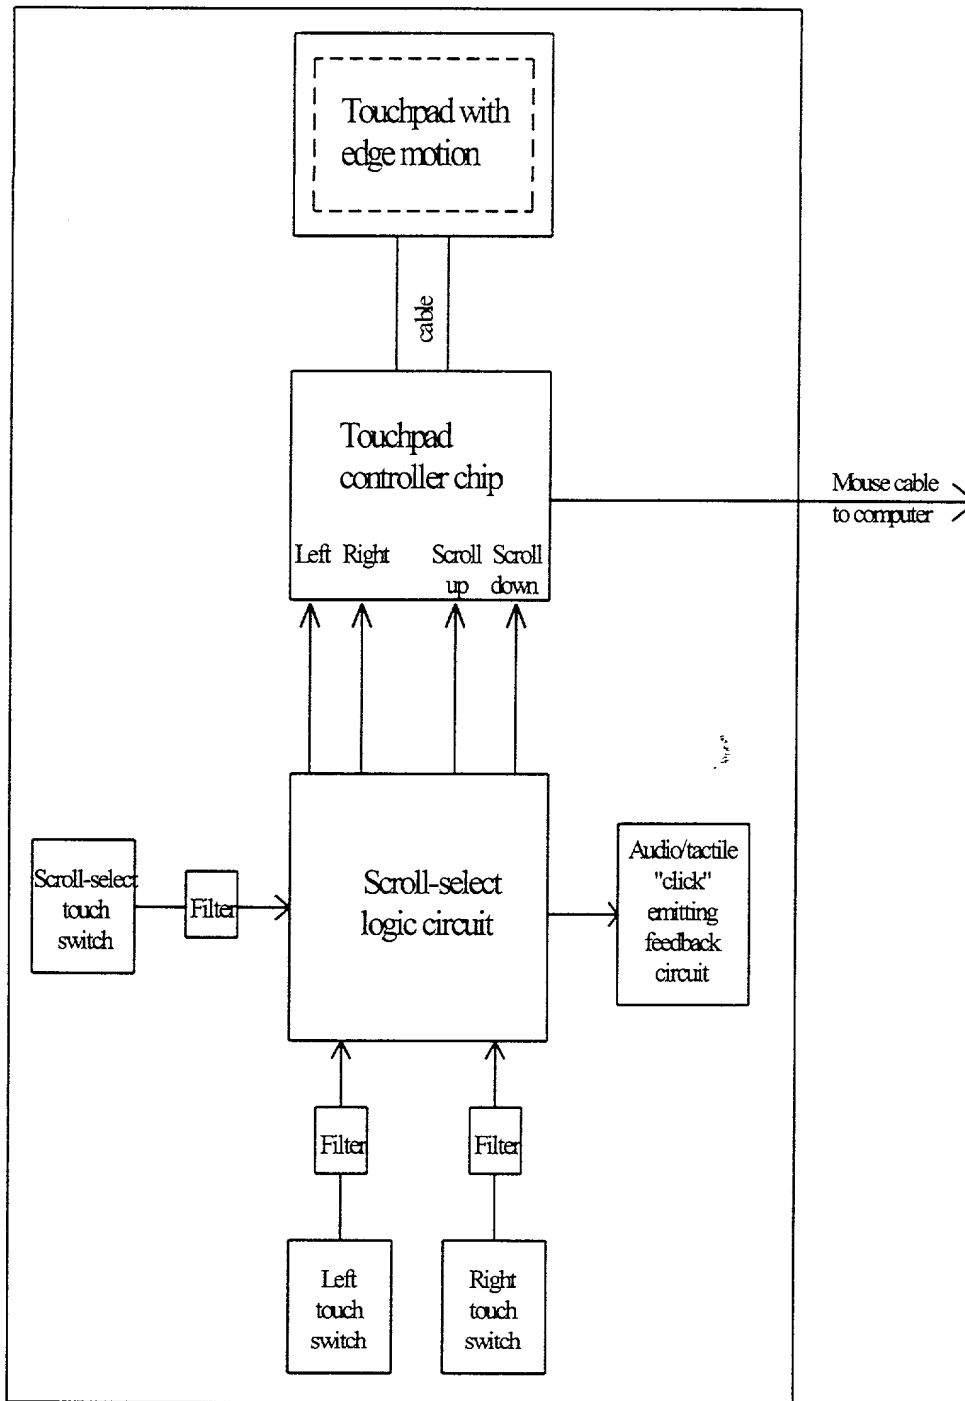 Touchpad with
edge motion
cable
Touchpad
controller chip
Left Right Scroll up Scroll down
Mouse cable
to computer
Scroll-select
touch
switch
Filter
Scroll-select
logic circuit
Audio/tactile
"click"
emitting
feedback
circuit
Filter
Filter
Left
touch
switch
Right
touch
switch